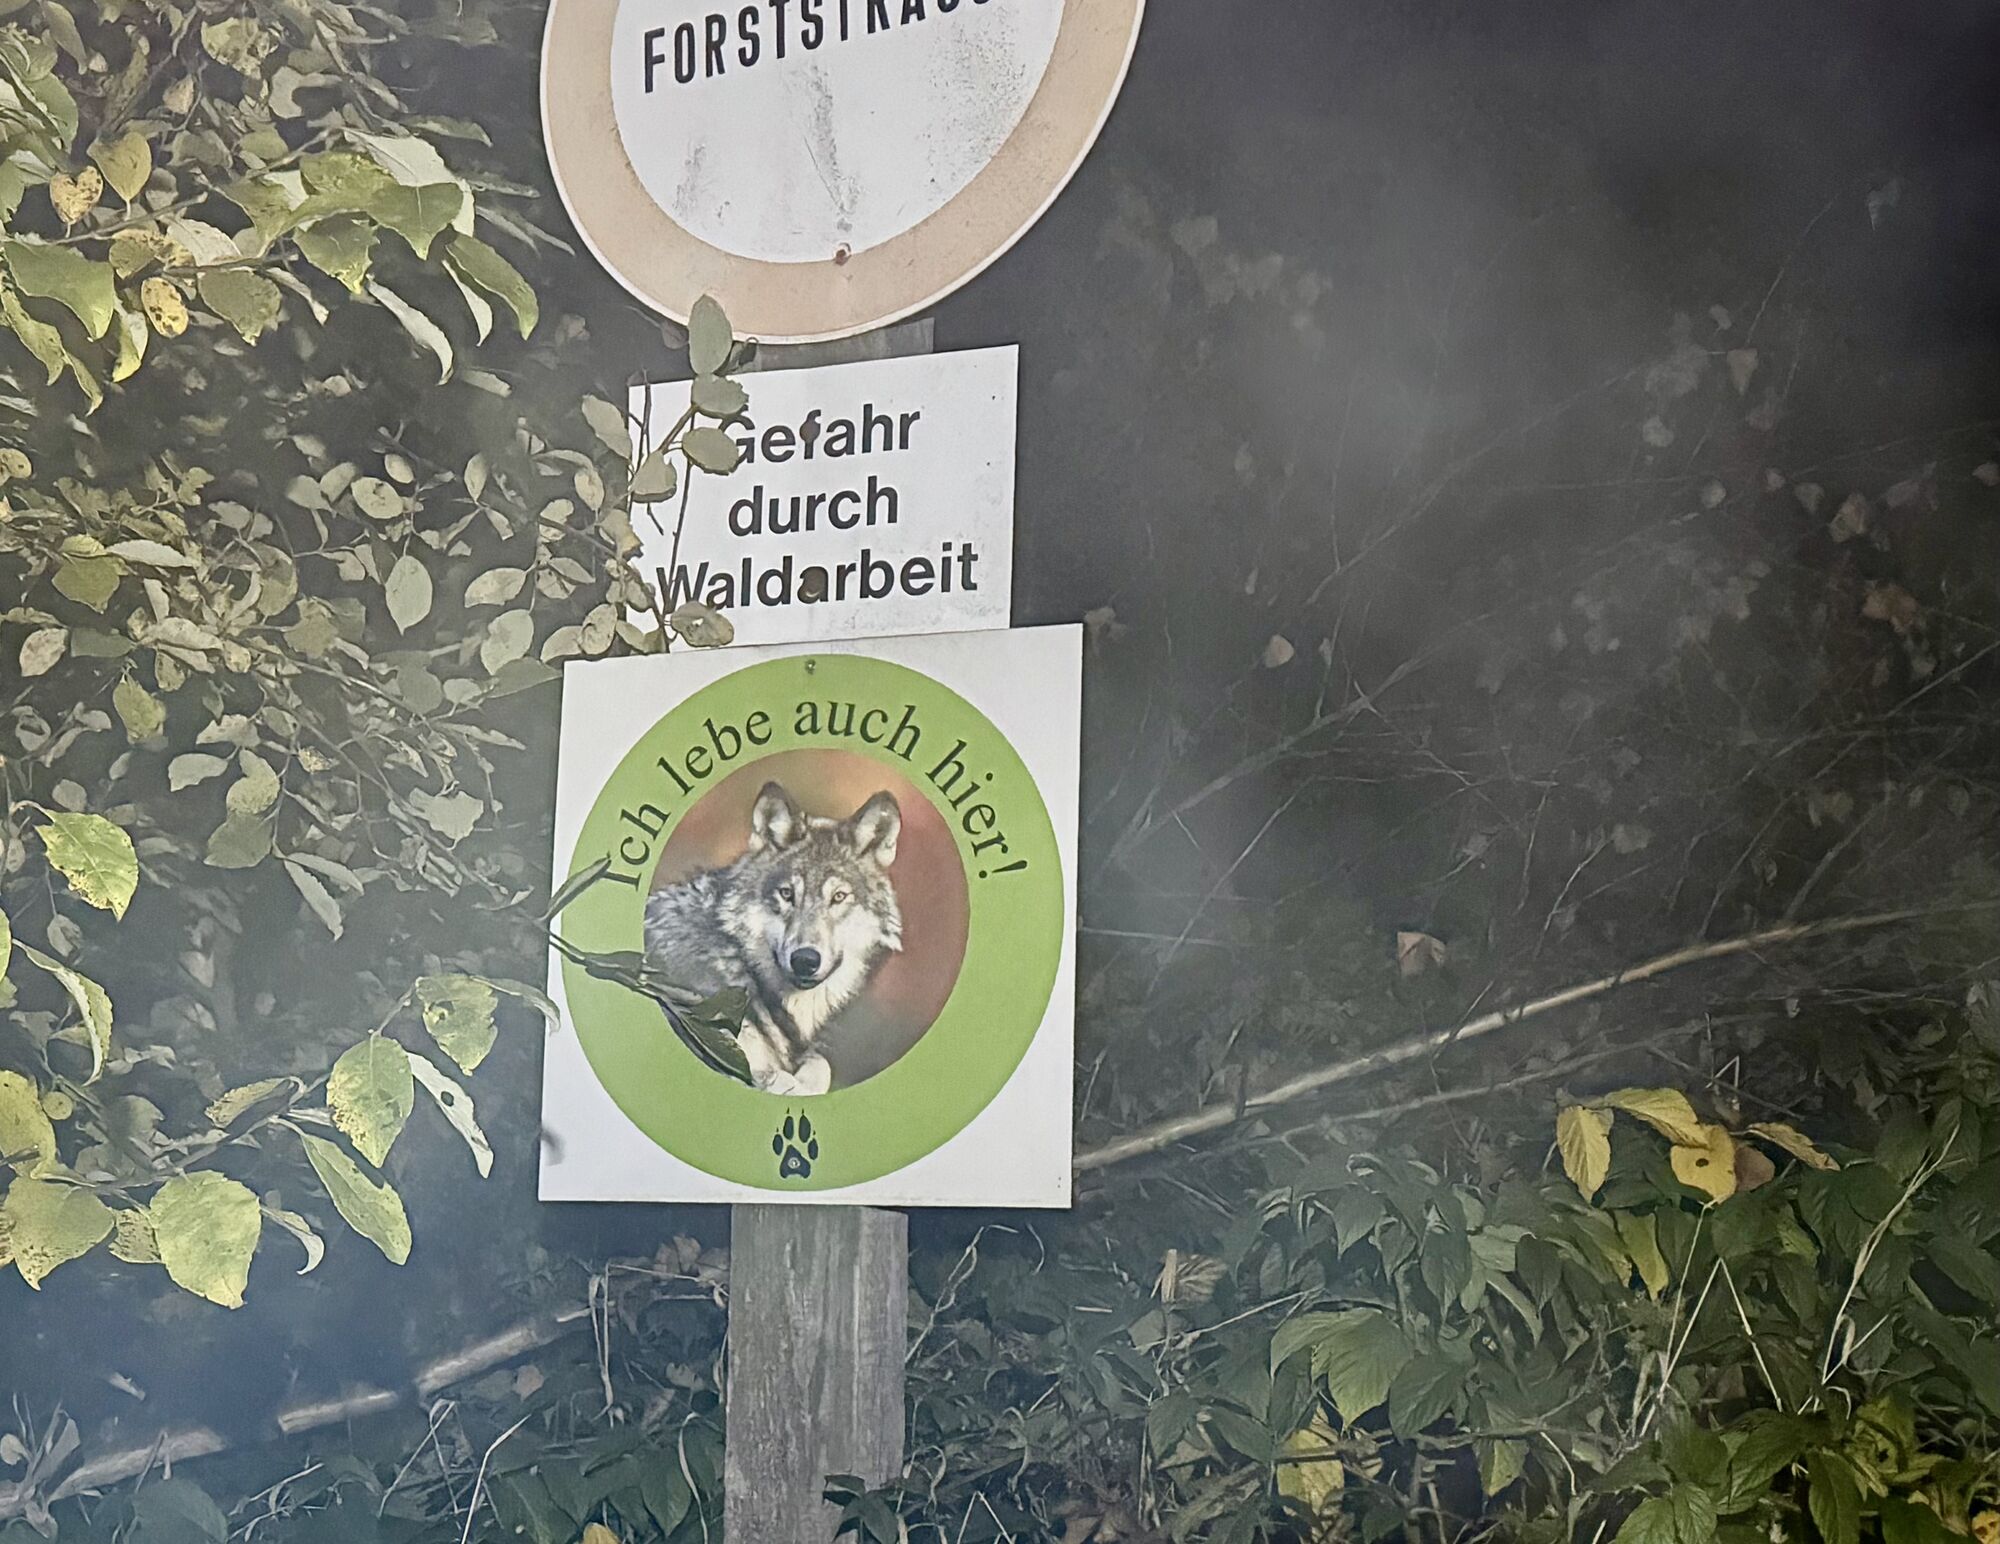 Gefahr
durch
Waldarbeit
Ich lebe auch hier!